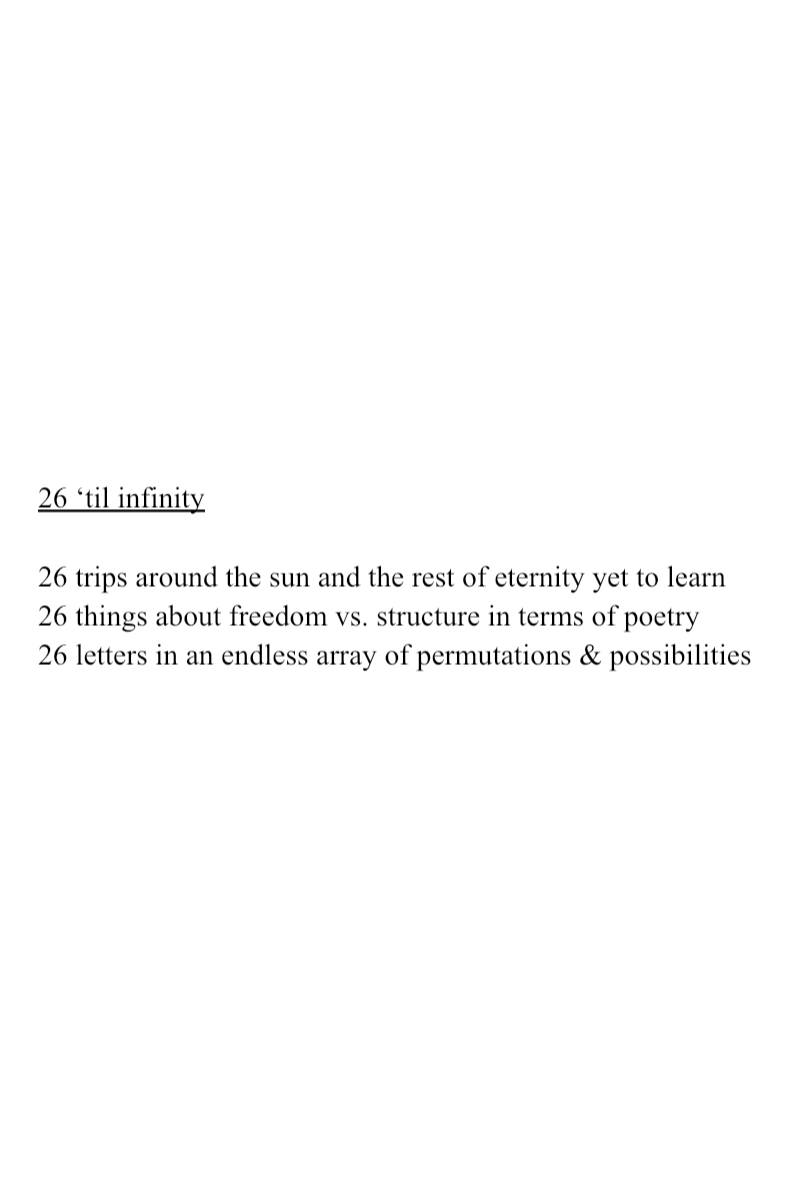 26 ‘til infinity
26 trips around the sun and the rest of eternity yet to learn
26 things about freedom vs. structure in terms of poetry
26 letters in an endless array of permutations & possibilities